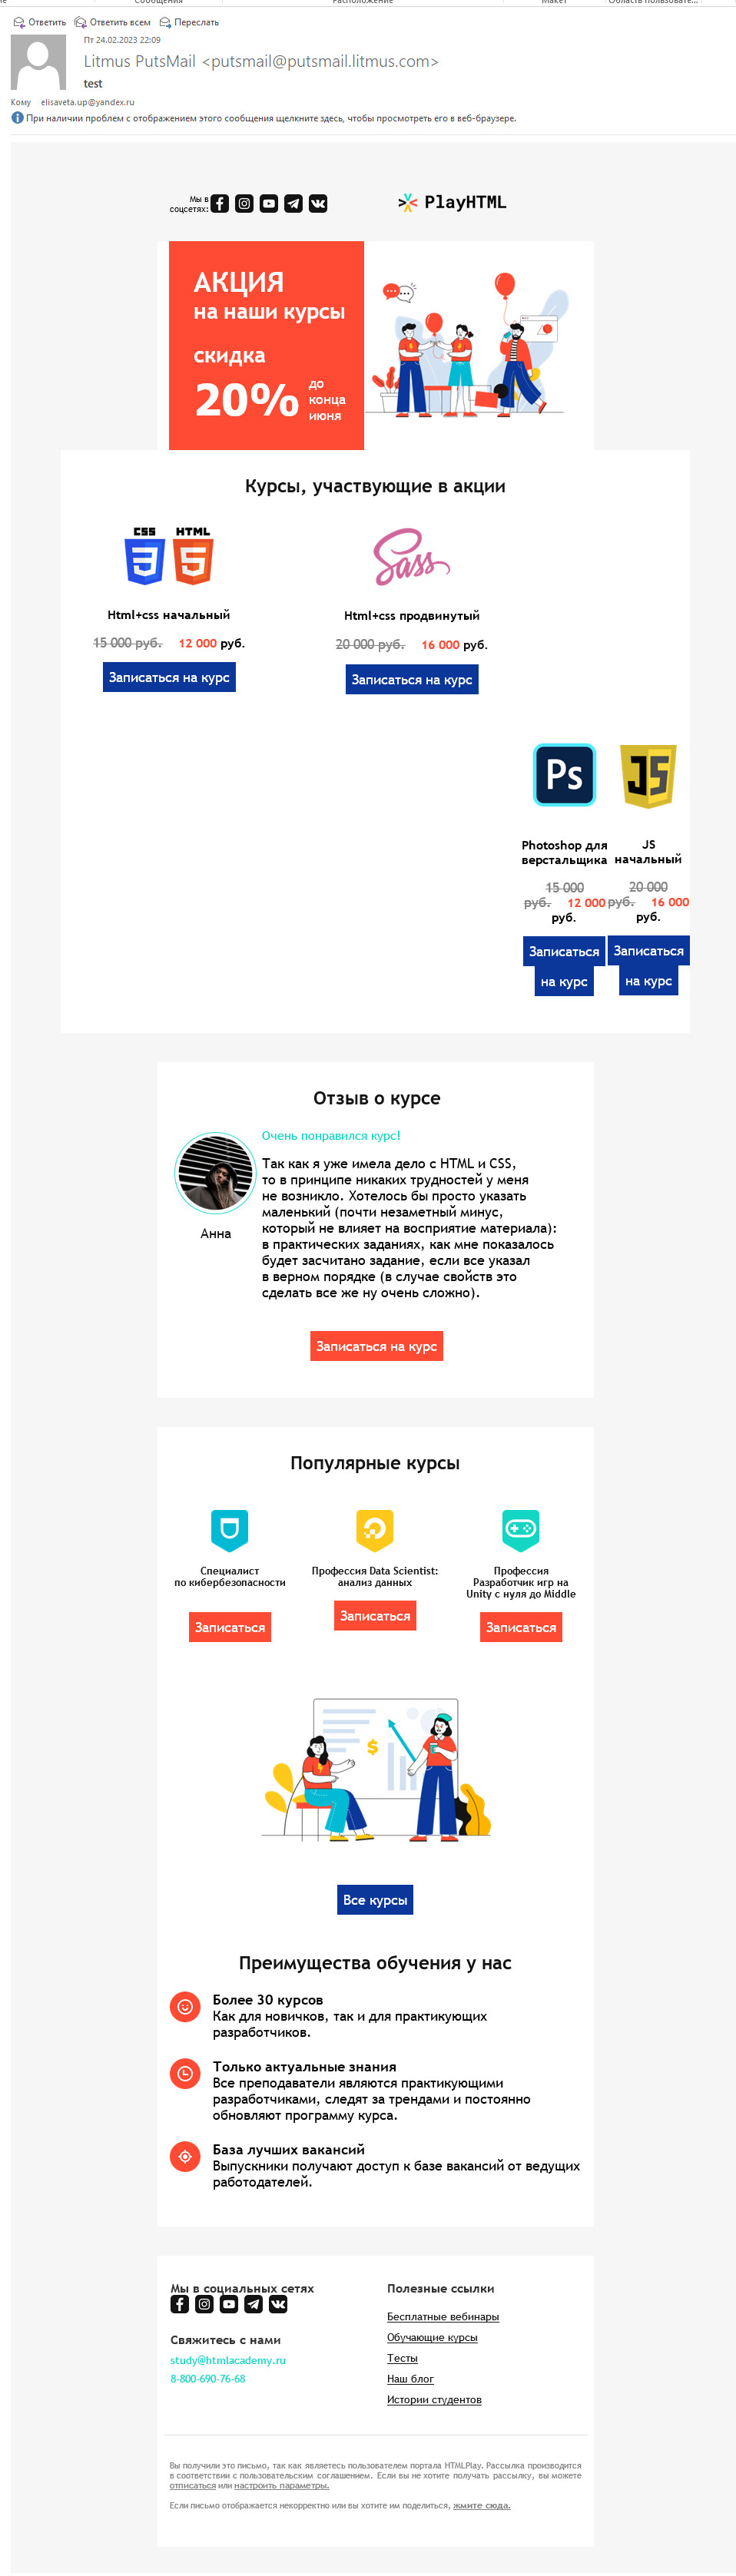 Сообщения
Расположение
Макет
Область пользовате...
Ответить
Ответить всем
Переслать
Пт 24.02.2023 22:09
Litmus PutsMail <putsmail@putsmail.litmus.com>
test
Кому elisaveta.up@yandex.ru
При наличии проблем с отображением этого сообщения щелкните здесь, чтобы просмотреть его в веб-браузере.
Мы в
соцсетях:
PlayHTML
АКЦИЯ
на наши курсы
скидка
20%
до
конца
июня
Курсы, участвующие в акции
CSS
HTML
Html+css начальный
15 000 руб. 12 000 руб.
Записаться на курс
Sass
Html+css продвинутый
20 000 руб. 16 000 руб.
Записаться на курс
Ps
Photoshop для
верстальщика
15 000
руб. 12 000
руб.
Записаться
на курс
JS
JS
начальный
20 000
руб. 16 000
руб.
Записаться
на курс
Отзыв о курсе
Анна
Очень понравился курс!
Так как я уже имела дело с HTML и CSS,
то в принципе никаких трудностей у меня
не возникло. Хотелось бы просто указать
маленький (почти незаметный минус,
который не влияет на восприятие материала):
в практических заданиях, как мне показалось
будет засчитано задание, если все указал
в верном порядке (в случае свойств это
сделать все же ну очень сложно).
Записаться на курс
Популярные курсы
Специалист
по кибербезопасности
Записаться
Профессия Data Scientist:
анализ данных
Записаться
Профессия
Разработчик игр на
Unity с нуля до Middle
Записаться
$
Все курсы
Преимущества обучения у нас
Более 30 курсов
Как для новичков, так и для практикующих
разработчиков.
Только актуальные знания
Все преподаватели являются практикующими
разработчиками, следят за трендами и постоянно
обновляют программу курса.
База лучших вакансий
Выпускники получают доступ к базе вакансий от ведущих
работодателей.
Мы в социальных сетях
Свяжитесь с нами
study@htmlacademy.ru
8-800-690-76-68
Полезные ссылки
Бесплатные вебинары
Обучающие курсы
Тесты
Наш блог
Истории студентов
Вы получили это письмо, так как являетесь пользователем портала HTMLPlay. Рассылка производится
в соответствии с пользовательским соглашением. Если вы не хотите получать рассылку, вы можете
отписаться или настроить параметры.
Если письмо отображается некорректно или вы хотите им поделиться, жмите сюда.